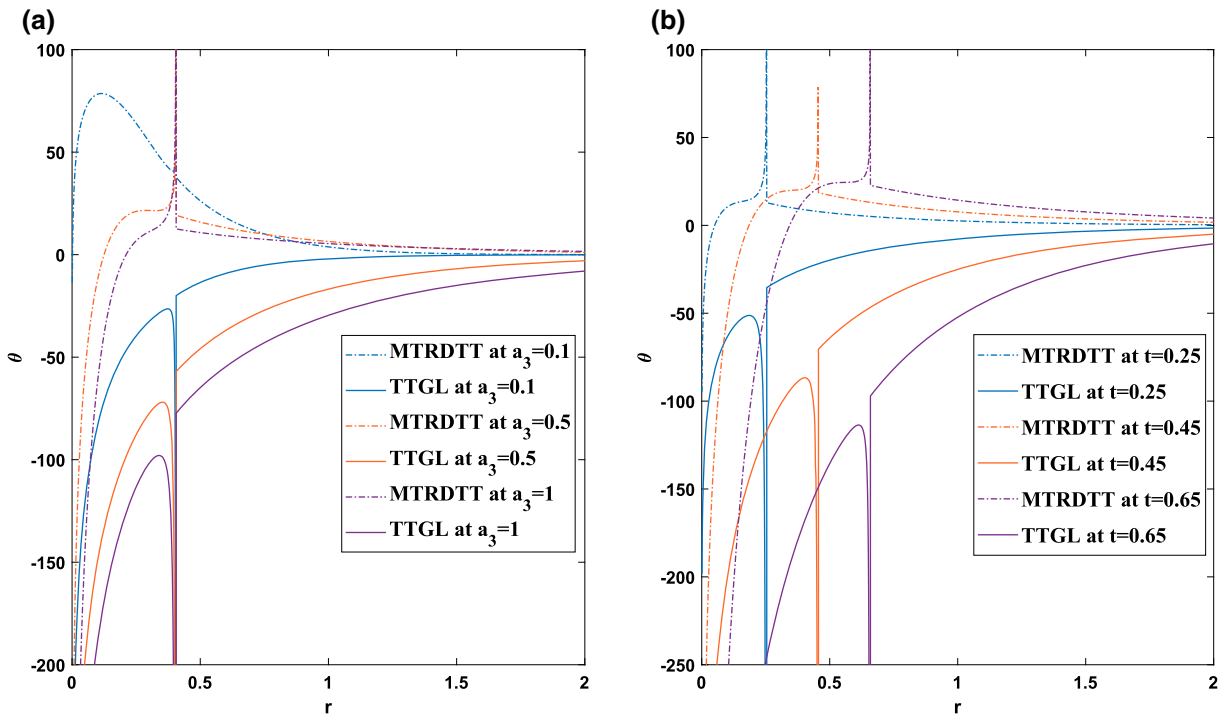 (a)
100
50
0
-50
-100
-150
-200
θ
0
0.5
1
1.5
2
r
MTRDTT at a3=0.1
TTGL at a3=0.1
MTRDTT at a3=0.5
TTGL at a3=0.5
MTRDTT at a3=1
TTGL at a3=1
(b)
100
50
0
-50
-100
-150
-200
-250
θ
0
0.5
1
1.5
2
r
MTRDTT at t=0.25
TTGL at t=0.25
MTRDTT at t=0.45
TTGL at t=0.45
MTRDTT at t=0.65
TTGL at t=0.65